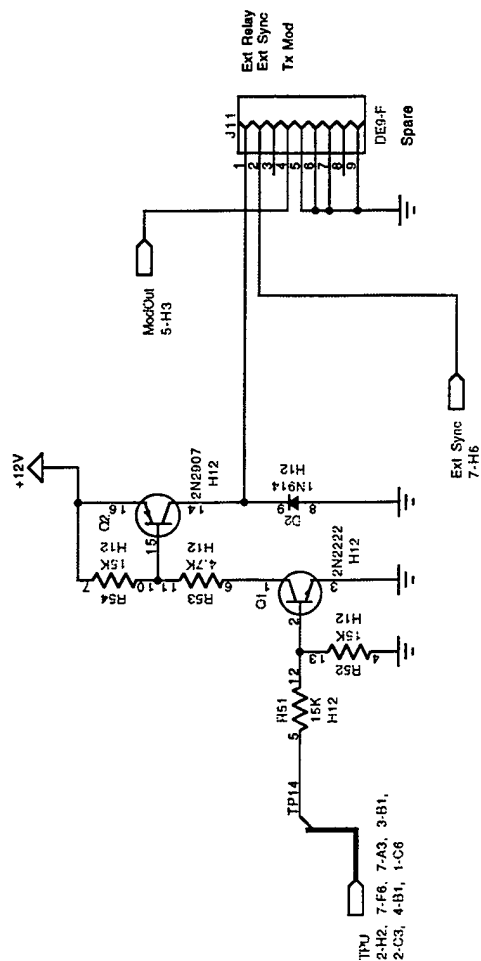 Ext Relay
Ext Sync
Tx Mod
J11
1
2
3
4
5
6
7
8
9
DE9-F
Spare
ModOut
5-H3
Ext Sync
7-H6
+12V
16
Q2
15
14
2N2907
H12
7
R54
15K
H12
10
11
R53
4.7K
H12
6
D2
1N914
H12
9
8
1
Q1
2
3
2N2222
H12
13
R52
15K
H12
4
12
R51
15K
H12
5
TP14
TPU
2-H2, 7-F6, 7-A3, 3-B1,
2-C3, 4-B1, 1-C6